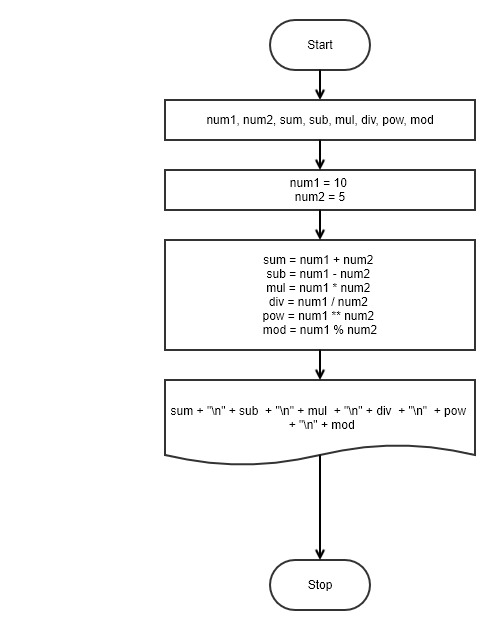 Start
num1, num2, sum, sub, mul, div, pow, mod
num1 = 10
num2 = 5
sum = num1 + num2
sub = num1 - num2
mul = num1 * num2
div = num1 / num2
pow = num1 ** num2
mod = num1 % num2
sum + "\n" + sub  + "\n" + mul  + "\n" + div  + "\n"  + pow
+ "\n" + mod
Stop